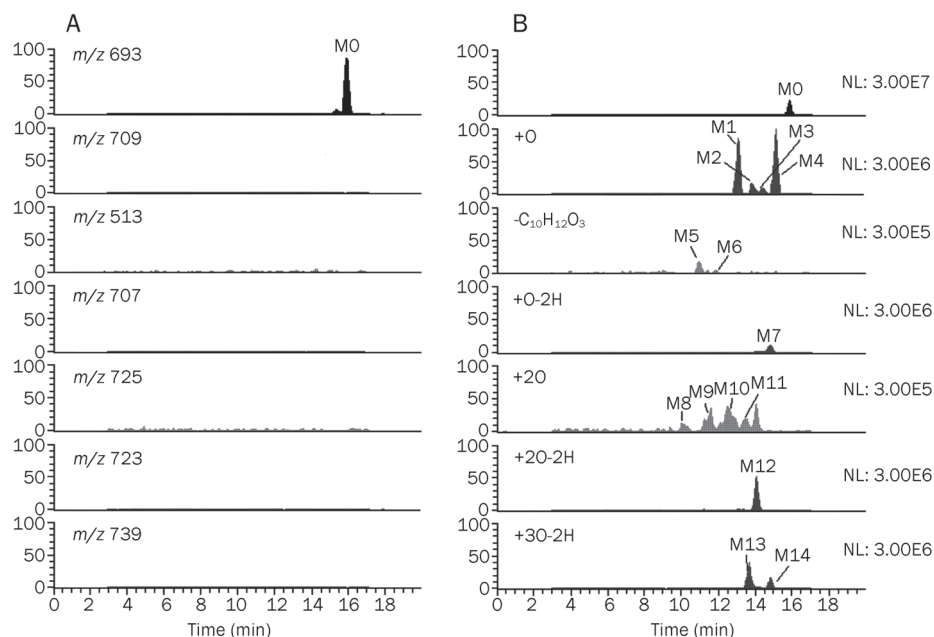 A
100
50
0
m/z 693
M0
100
50
0
m/z 709
100
50
0
m/z 513
100
50
0
m/z 707
100
50
0
m/z 725
100
50
0
m/z 723
100
50
0
m/z 739
0 2 4 6 8 10 12 14 16 18
Time (min)
B
100
50
0
M0
NL: 3.00E7
100
50
0
+O
M1
M2
M3
M4
NL: 3.00E6
100
50
0
-C₁₀H₁₂O₃
M5
M6
NL: 3.00E5
100
50
0
+O-2H
M7
NL: 3.00E6
100
50
0
+2O
M8
M9
M10
M11
NL: 3.00E5
100
50
0
+2O-2H
M12
NL: 3.00E6
100
50
0
+3O-2H
M13
M14
NL: 3.00E6
4 6 8 10 12 14 16 18
Time (min)